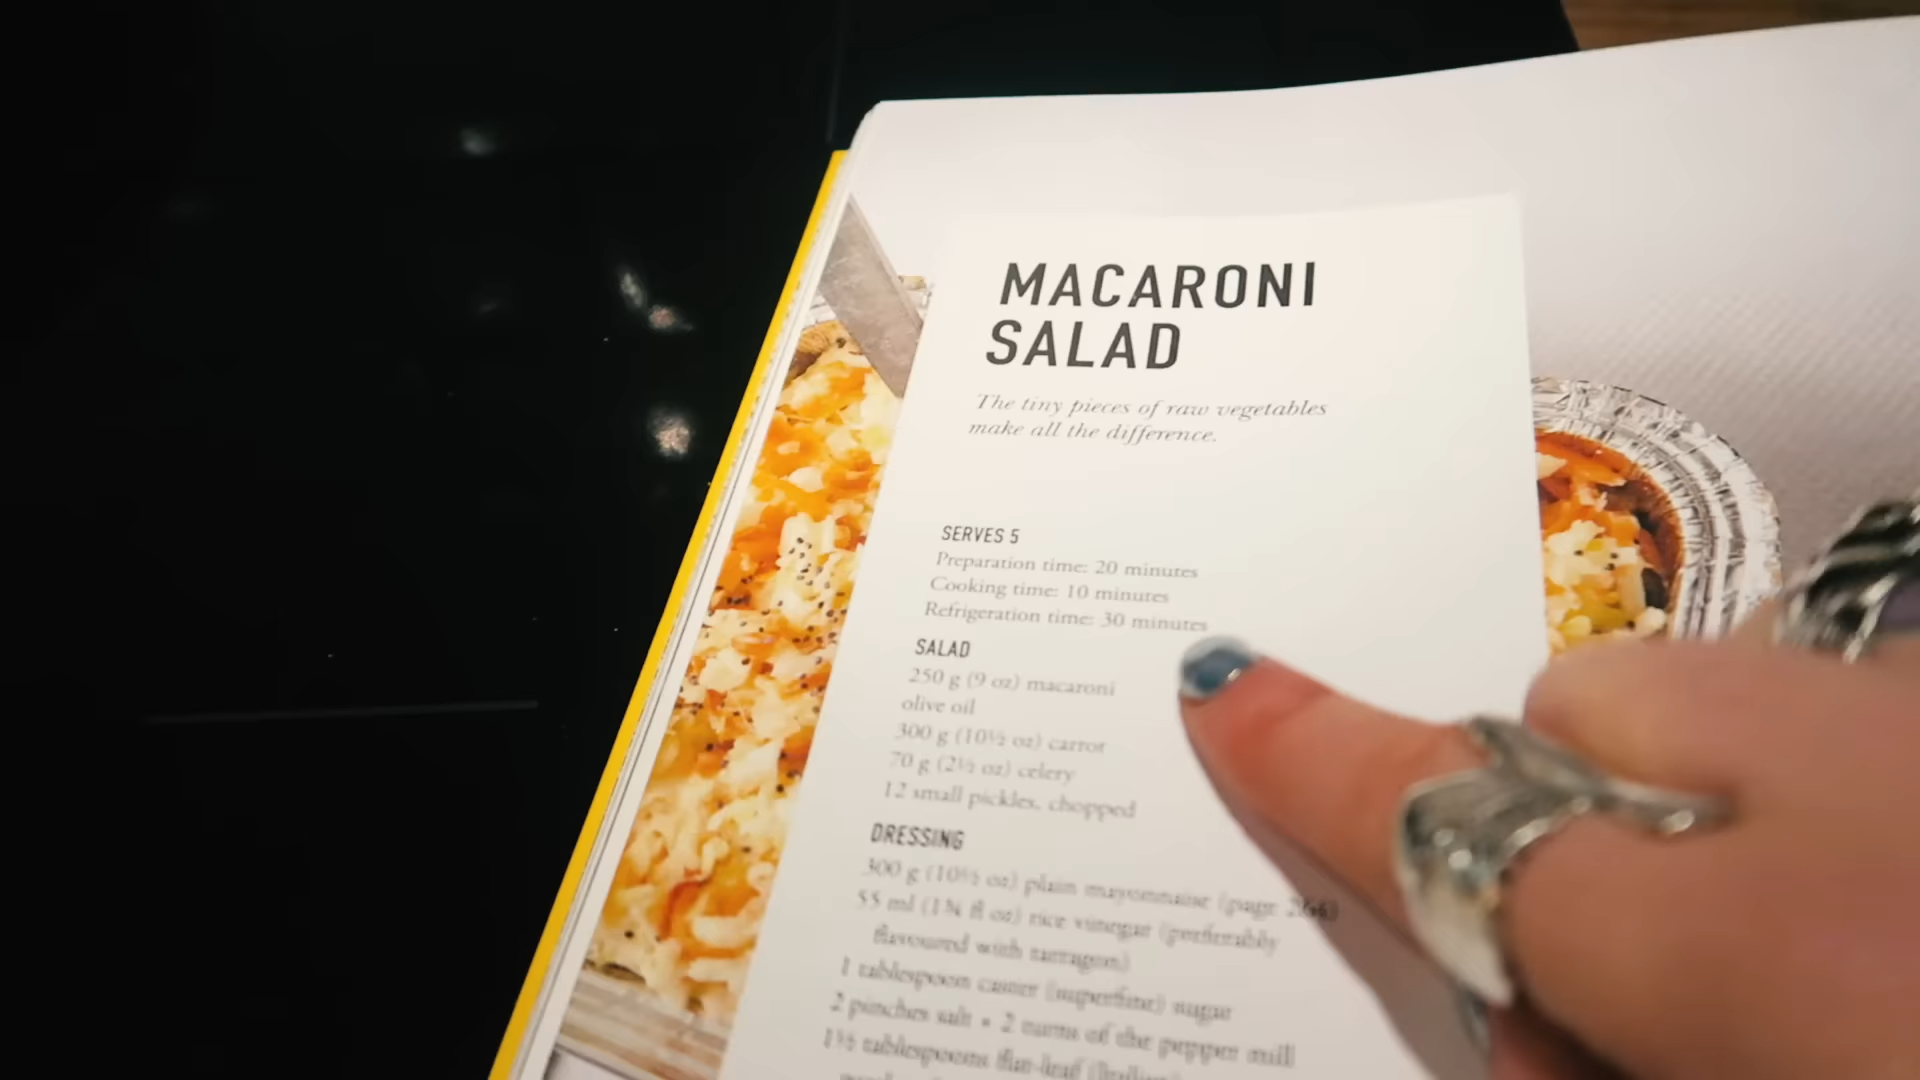 MACARONI
SALAD
The tiny pieces of raw vegetables
make all the difference.
SERVES 5
Preparation time: 20 minutes
Cooking time: 10 minutes
Refrigeration time: 30 minutes
SALAD
250 g (9 oz) macaroni
olive oil
300 g (10½ oz) carrot
70 g (2½ oz) celery
12 small pickles, chopped
DRESSING
300 g (10½ oz) plain mayonnaise (page 266)
55 ml (1¾ fl oz) rice vinegar (preferably
flavoured with tarragon)
1 tablespoon caster (superfine) sugar
2 pinches salt + 2 turns of the pepper mill
1½ tablespoons flat-leaf (Italian)